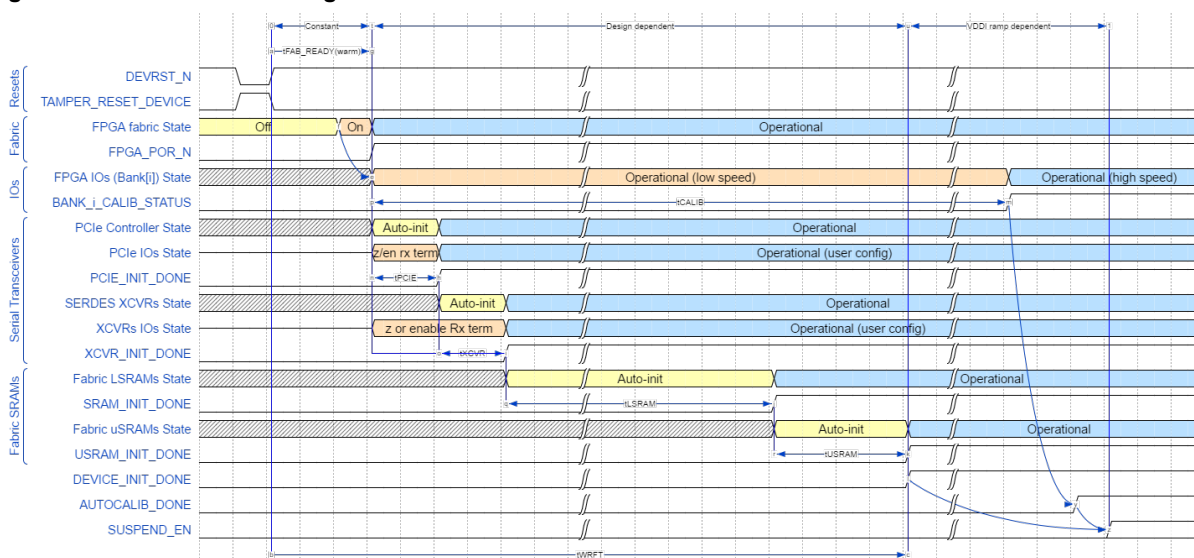 Constant
Design dependent
VDDI ramp dependent
tFAB_READY(warm)
Resets
DEVRST_N
TAMPER_RESET_DEVICE
Fabric
FPGA fabric State
Off
On
Operational
FPGA_POR_N
IOs
FPGA IOs (Bank[i]) State
Operational (low speed)
Operational (high speed)
BANK_i_CALIB_STATUS
tCALIB
Serial Transceivers
PCIe Controller State
Auto-init
Operational
PCIe IOs State
z/en rx term
Operational (user config)
PCIE_INIT_DONE
tPCIE
SERDES XCVRs State
Auto-init
Operational
XCVRs IOs State
z or enable Rx term
Operational (user config)
XCVR_INIT_DONE
tXCVR
Fabric SRAMs
Fabric LSRAMs State
Auto-init
Operational
SRAM_INIT_DONE
tLSRAM
Fabric uSRAMs State
Auto-init
Operational
USRAM_INIT_DONE
tUSRAM
DEVICE_INIT_DONE
AUTOCALIB_DONE
SUSPEND_EN
tWRFT